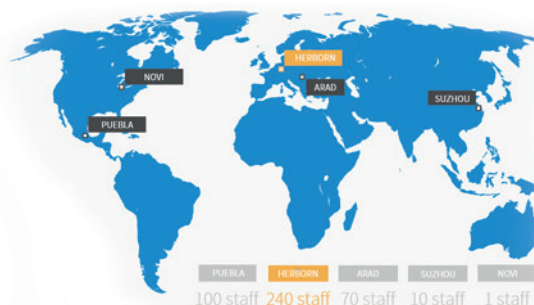 HERBORN
NOVI
ARAD
SUZHOU
PUEBLA
PUEBLA HERBORN ARAD SUZHOU NOVI
100 staff 240 staff 70 staff 10 staff 1 staff